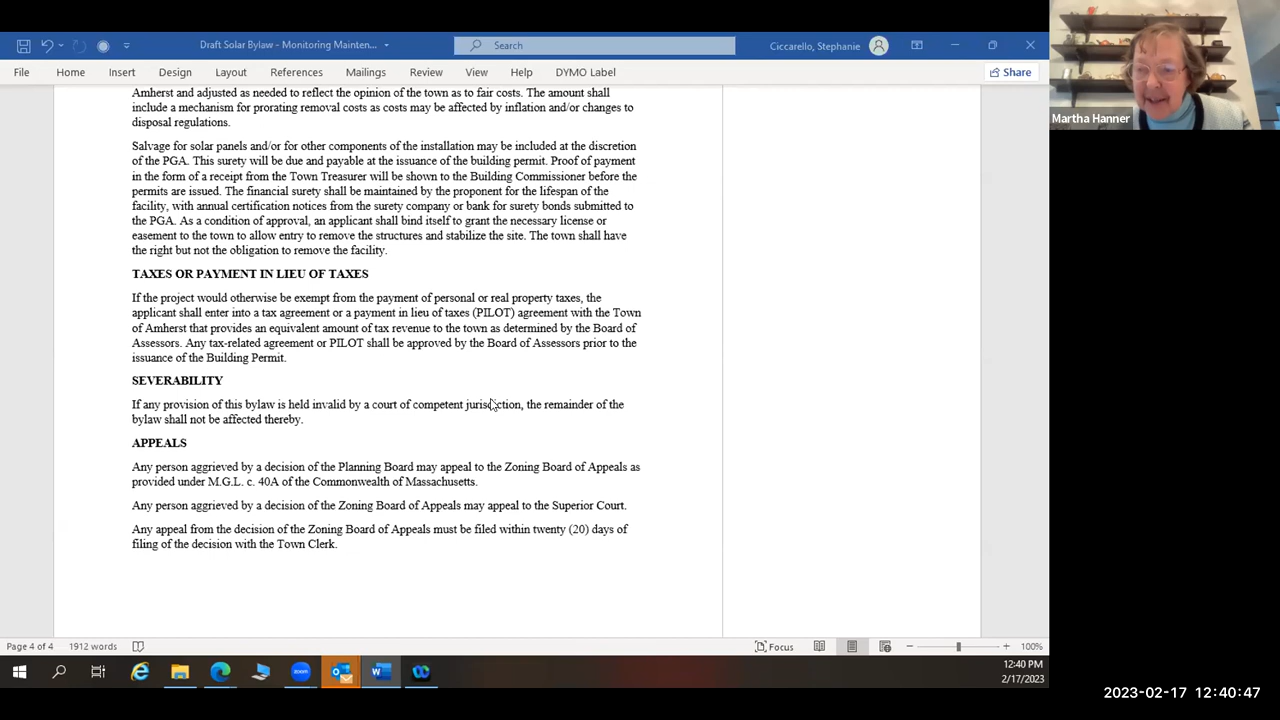 Draft Solar Bylaw - Monitoring Mainten...
Search
Ciccarello, Stephanie
File Home Insert Design Layout References Mailings Review View Help DYMO Label Share
Martha Hanner
Amherst and adjusted as needed to reflect the opinion of the town as to fair costs. The amount shall
include a mechanism for prorating removal costs as costs may be affected by inflation and/or changes to
disposal regulations.
Salvage for solar panels and/or for other components of the installation may be included at the discretion
of the PGA. This surety will be due and payable at the issuance of the building permit. Proof of payment
in the form of a receipt from the Town Treasurer will be shown to the Building Commissioner before the
permits are issued. The financial surety shall be maintained by the proponent for the lifespan of the
facility, with annual certification notices from the surety company or bank for surety bonds submitted to
the PGA. As a condition of approval, an applicant shall bind itself to grant the necessary license or
easement to the town to allow entry to remove the structures and stabilize the site. The town shall have
the right but not the obligation to remove the facility.
TAXES OR PAYMENT IN LIEU OF TAXES
If the project would otherwise be exempt from the payment of personal or real property taxes, the
applicant shall enter into a tax agreement or a payment in lieu of taxes (PILOT) agreement with the Town
of Amherst that provides an equivalent amount of tax revenue to the town as determined by the Board of
Assessors. Any tax-related agreement or PILOT shall be approved by the Board of Assessors prior to the
issuance of the Building Permit.
SEVERABILITY
If any provision of this bylaw is held invalid by a court of competent jurisdiction, the remainder of the
bylaw shall not be affected thereby.
APPEALS
Any person aggrieved by a decision of the Planning Board may appeal to the Zoning Board of Appeals as
provided under M.G.L. c. 40A of the Commonwealth of Massachusetts.
Any person aggrieved by a decision of the Zoning Board of Appeals may appeal to the Superior Court.
Any appeal from the decision of the Zoning Board of Appeals must be filed within twenty (20) days of
filing of the decision with the Town Clerk.
Page 4 of 4 1912 words Focus 100%
zoom
12:40 PM
2/17/2023
2023-02-17 12:40:47